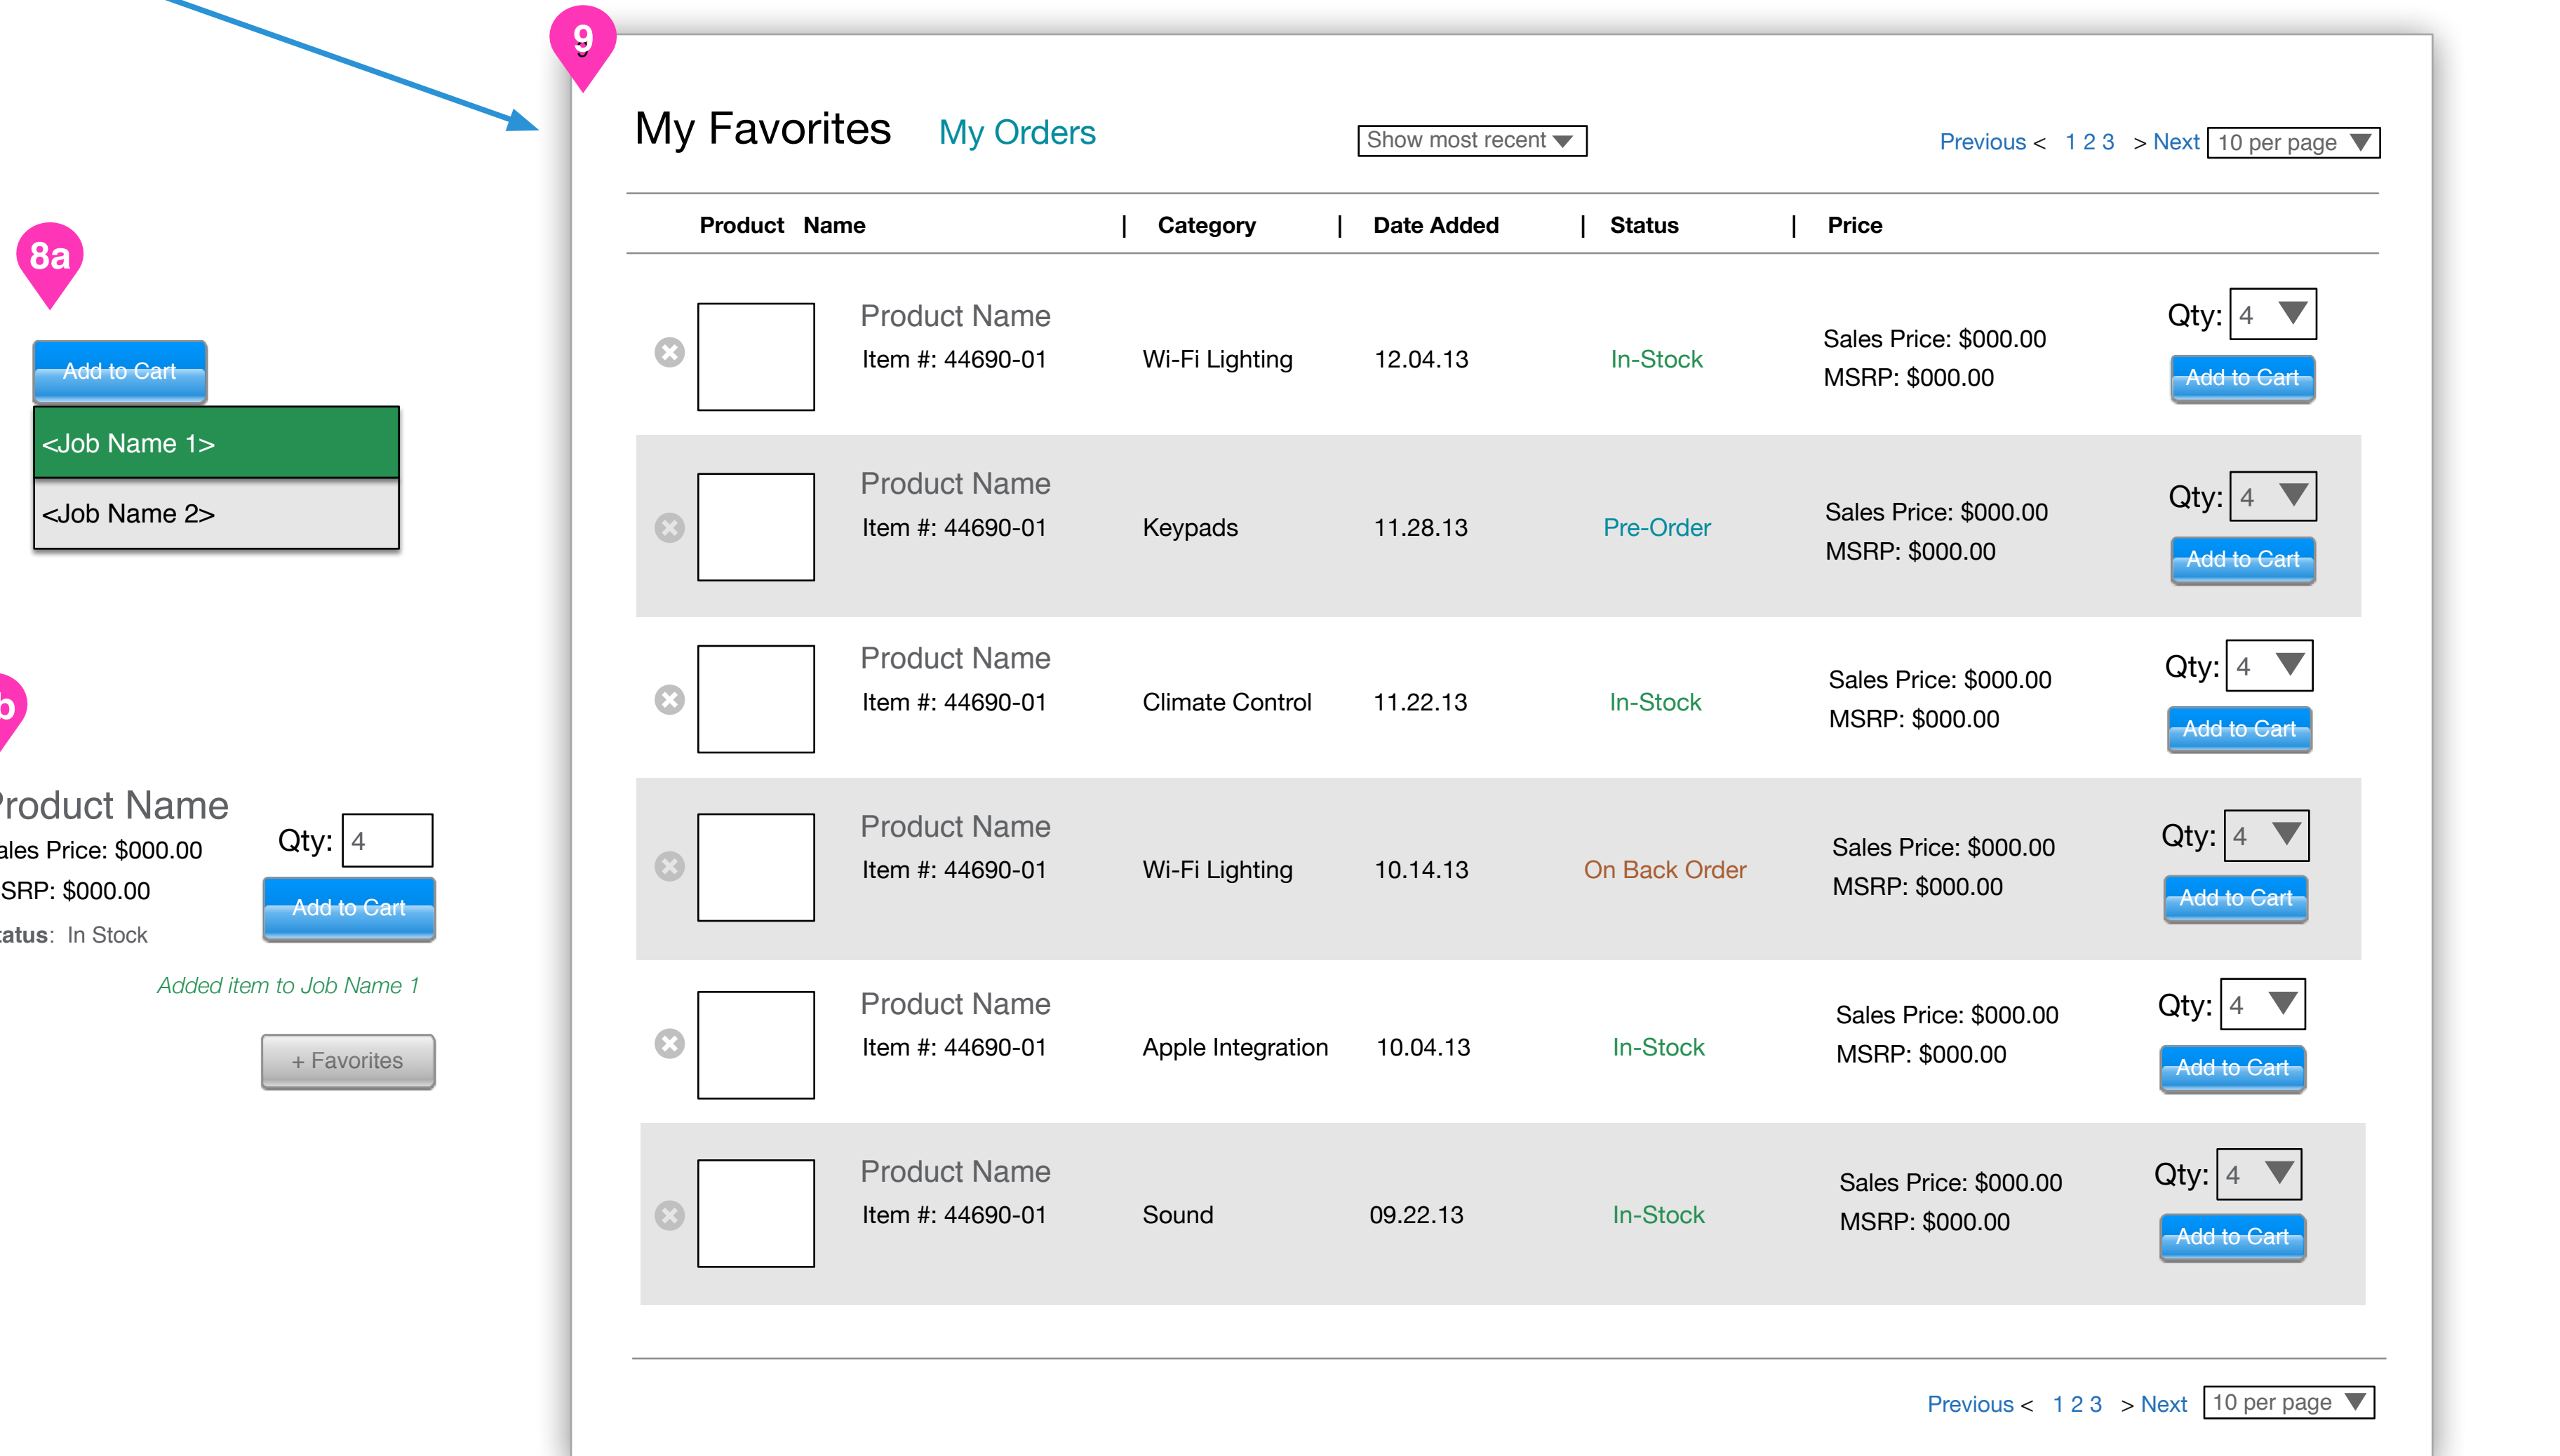 9
My Favorites My Orders Show most recent Previous < 1 2 3 > Next 10 per page
Product Name | Category | Date Added | Status | Price
8a
Add to Cart
<Job Name 1>
<Job Name 2>
b
Product Name
ales Price: $000.00
SRP: $000.00
tatus: In Stock
Qty: 4
Add to Cart
Added item to Job Name 1
+ Favorites
Product Name
Item #: 44690-01 Wi-Fi Lighting 12.04.13 In-Stock
Sales Price: $000.00
MSRP: $000.00
Qty: 4
Add to Cart
Product Name
Item #: 44690-01 Keypads 11.28.13 Pre-Order
Sales Price: $000.00
MSRP: $000.00
Qty: 4
Add to Cart
Product Name
Item #: 44690-01 Climate Control 11.22.13 In-Stock
Sales Price: $000.00
MSRP: $000.00
Qty: 4
Add to Cart
Product Name
Item #: 44690-01 Wi-Fi Lighting 10.14.13 On Back Order
Sales Price: $000.00
MSRP: $000.00
Qty: 4
Add to Cart
Product Name
Item #: 44690-01 Apple Integration 10.04.13 In-Stock
Sales Price: $000.00
MSRP: $000.00
Qty: 4
Add to Cart
Product Name
Item #: 44690-01 Sound 09.22.13 In-Stock
Sales Price: $000.00
MSRP: $000.00
Qty: 4
Add to Cart
Previous < 1 2 3 > Next 10 per page